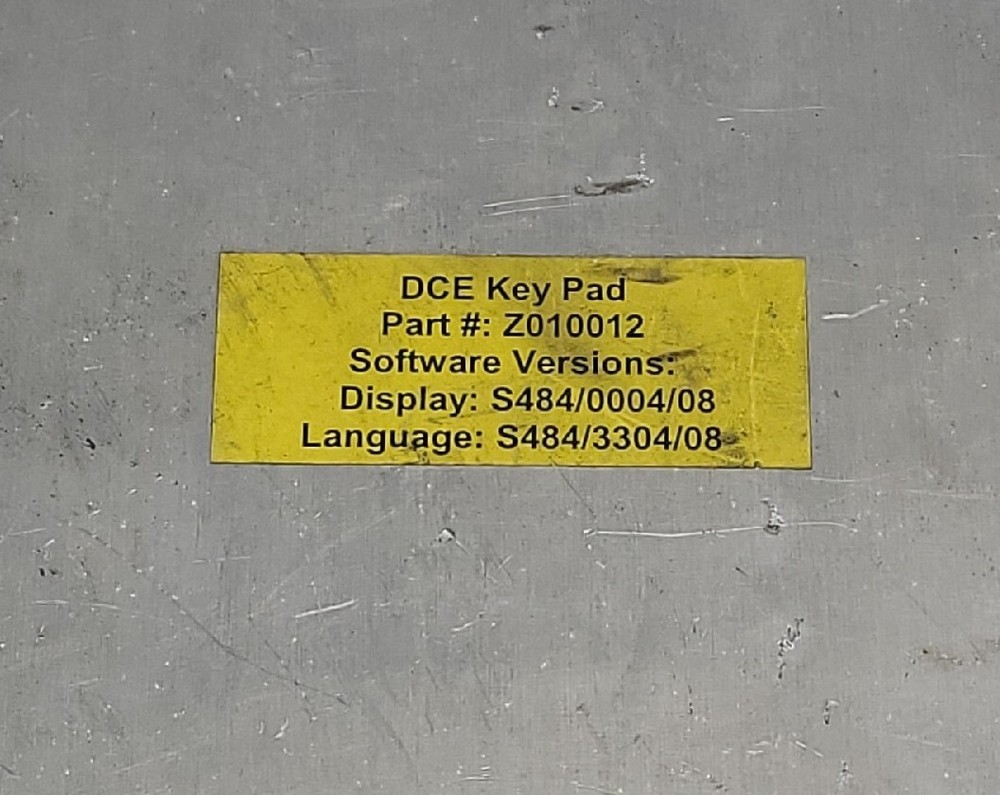 DCE Key Pad
Part #: Z010012
Software Versions:
Display: S484/0004/08
Language: S484/3304/08